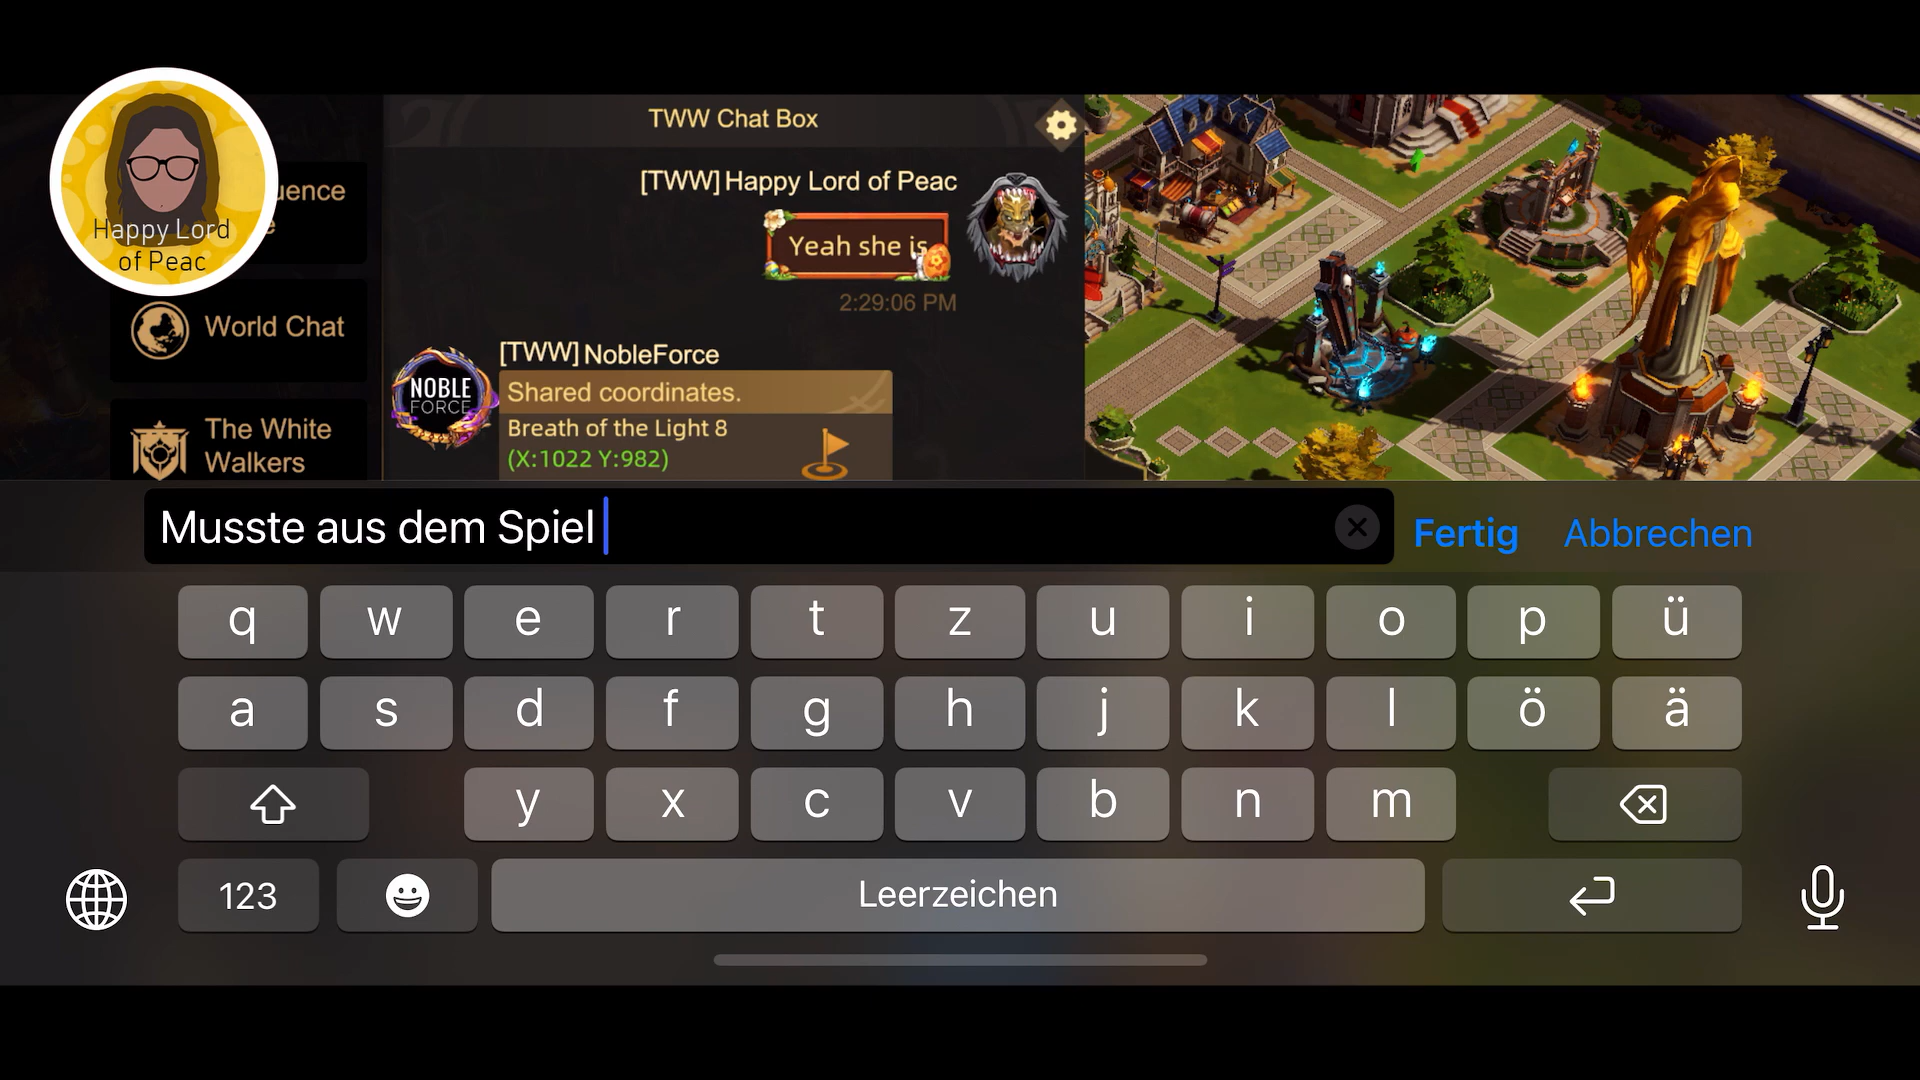 TWW Chat Box
[TWW] Happy Lord of Peac
Yeah she is
2:29:06 PM
Happy Lord
of Peac
World Chat
The White
Walkers
[TWW] NobleForce
NOBLE
FORCE
Shared coordinates.
Breath of the Light 8
(X:1022 Y:982)
Musste aus dem Spiel
Fertig
Abbrechen
q w e r t z u i o p ü
a s d f g h j k l ö ä
y x c v b n m
123
Leerzeichen